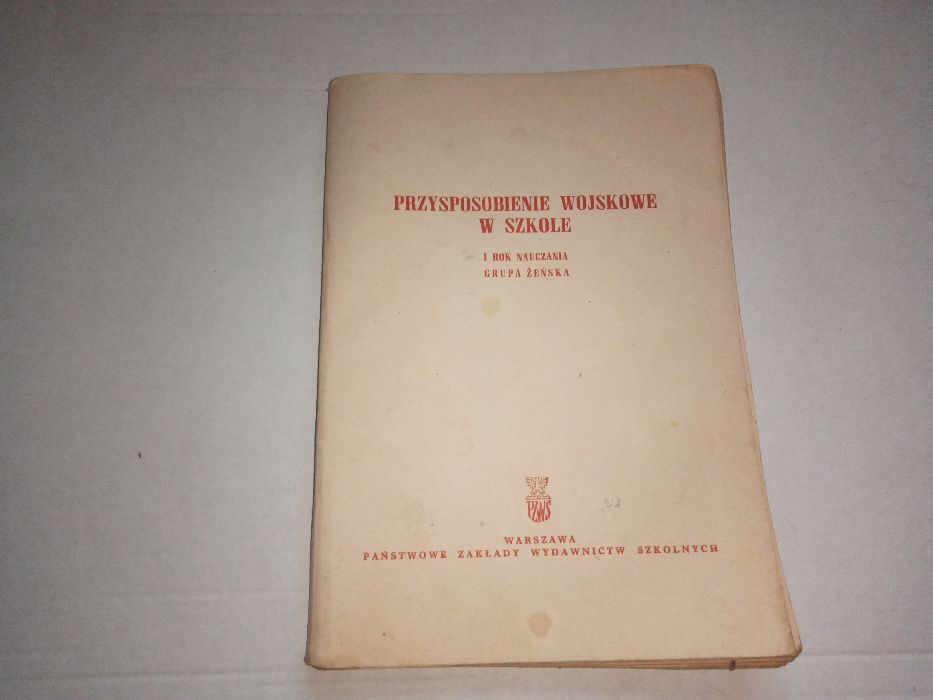 PRZYSPOSOBIENIE WOJSKOWE
W SZKOLE
I ROK NAUCZANIA
GRUPA ŻEŃSKA
PZWS
WARSZAWA
PAŃSTWOWE ZAKŁADY WYDAWNICTW SZKOLNYCH